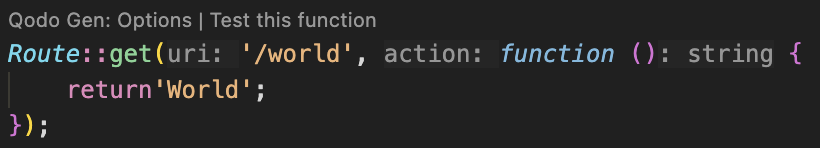 Qodo Gen: Options | Test this function
Route::get(uri: '/world', action: function (): string {
    return'World';
});